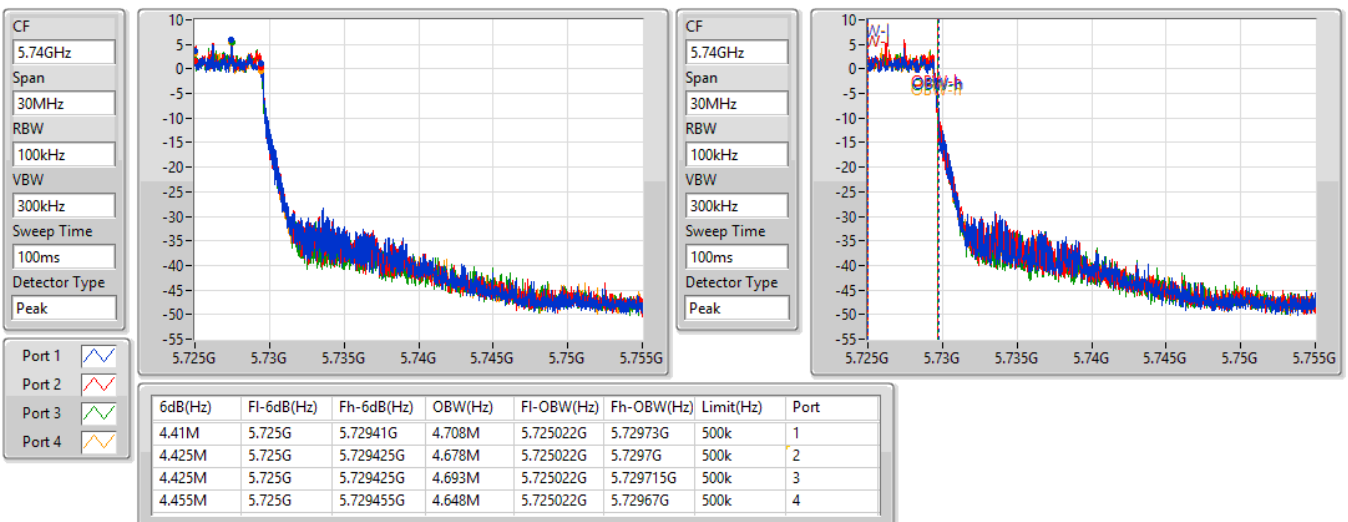 CF
5.74GHz
Span
30MHz
RBW
100kHz
VBW
300kHz
Sweep Time
100ms
Detector Type
Peak
Port 1
Port 2
Port 3
Port 4
10
5
0
-5
-10
-15
-20
-25
-30
-35
-40
-45
-50
-55
5.725G 5.73G 5.735G 5.74G 5.745G 5.75G 5.755G
CF
5.74GHz
Span
30MHz
RBW
100kHz
VBW
300kHz
Sweep Time
100ms
Detector Type
Peak
10
5
0
-5
-10
-15
-20
-25
-30
-35
-40
-45
-50
-55
W-l
OBW-h
5.725G 5.73G 5.735G 5.74G 5.745G 5.75G 5.755G
6dB(Hz) Fl-6dB(Hz) Fh-6dB(Hz) OBW(Hz) Fl-OBW(Hz) Fh-OBW(Hz) Limit(Hz) Port
4.41M 5.725G 5.72941G 4.708M 5.725022G 5.72973G 500k 1
4.425M 5.725G 5.729425G 4.678M 5.725022G 5.7297G 500k 2
4.425M 5.725G 5.729425G 4.693M 5.725022G 5.729715G 500k 3
4.455M 5.725G 5.729455G 4.648M 5.725022G 5.72967G 500k 4